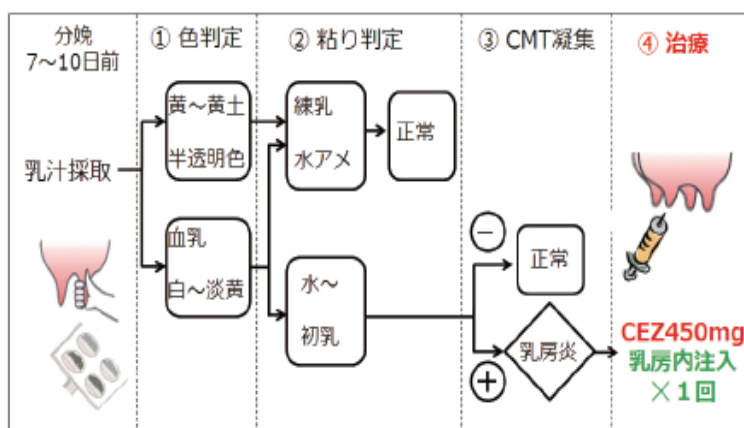 分娩
7～10日前
① 色判定
② 粘り判定
③ CMT凝集
④ 治療
乳汁採取
黄～黄土
半透明色
血乳
白～淡黄
練乳
水アメ
正常
水～
初乳
−
正常
乳房炎
+
CEZ450mg
乳房内注入
×1回